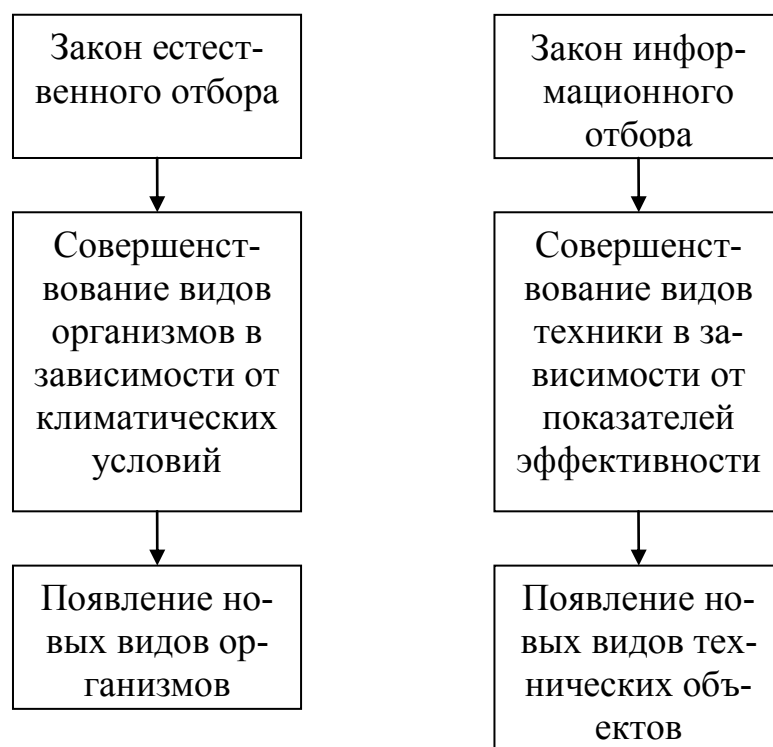 Закон естест-
венного отбора
Совершенст-
вование видов
организмов в
зависимости от
климатических
условий
Появление но-
вых видов ор-
ганизмов
Закон инфор-
мационного
отбора
Совершенст-
вование видов
техники в за-
висимости от
показателей
эффективности
Появление но-
вых видов тех-
нических объ-
ектов